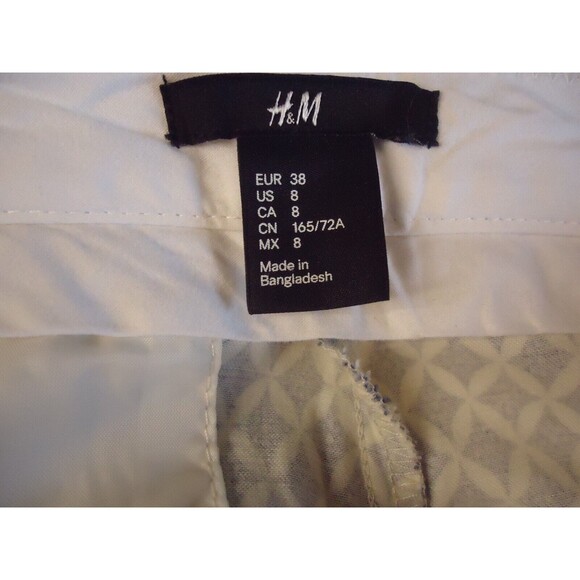 H&M
EUR 38
US 8
CA 8
CN 165/72A
MX 8
Made in
Bangladesh